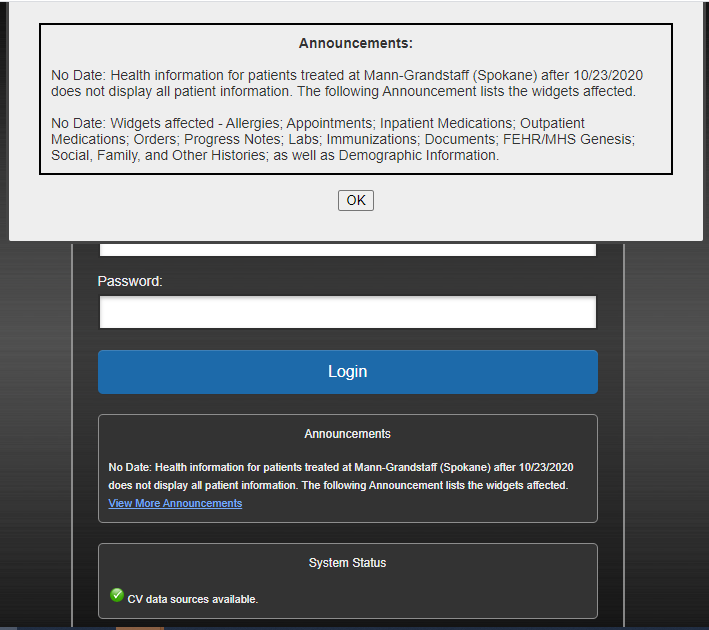 Announcements:
No Date: Health information for patients treated at Mann-Grandstaff (Spokane) after 10/23/2020
does not display all patient information. The following Announcement lists the widgets affected.
No Date: Widgets affected - Allergies; Appointments; Inpatient Medications; Outpatient
Medications; Orders; Progress Notes; Labs; Immunizations; Documents; FEHR/MHS Genesis;
Social, Family, and Other Histories; as well as Demographic Information.
OK
Password:
Login
Announcements
No Date: Health information for patients treated at Mann-Grandstaff (Spokane) after 10/23/2020
does not display all patient information. The following Announcement lists the widgets affected.
View More Announcements
System Status
CV data sources available.